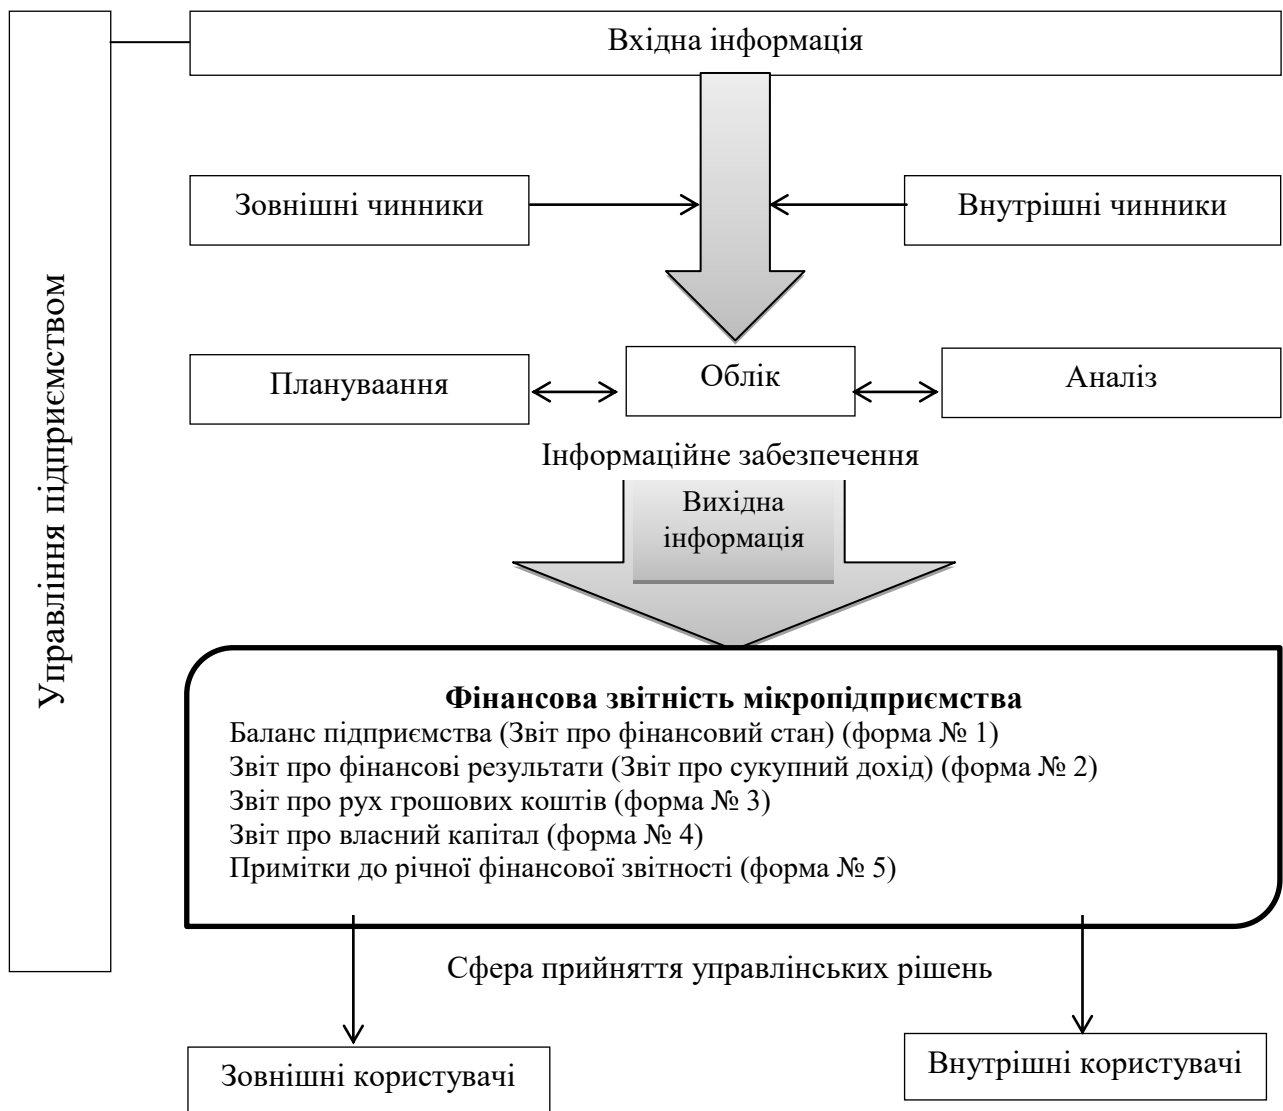 Управління підприємством
Вхідна інформація
Зовнішні чинники
Внутрішні чинники
Плануваання
Облік
Аналіз
Інформаційне забезпечення
Вихідна
інформація
Фінансова звітність мікропідприємства
Баланс підприємства (Звіт про фінансовий стан) (форма № 1)
Звіт про фінансові результати (Звіт про сукупний дохід) (форма № 2)
Звіт про рух грошових коштів (форма № 3)
Звіт про власний капітал (форма № 4)
Примітки до річної фінансової звітності (форма № 5)
Сфера прийняття управлінських рішень
Зовнішні користувачі
Внутрішні користувачі